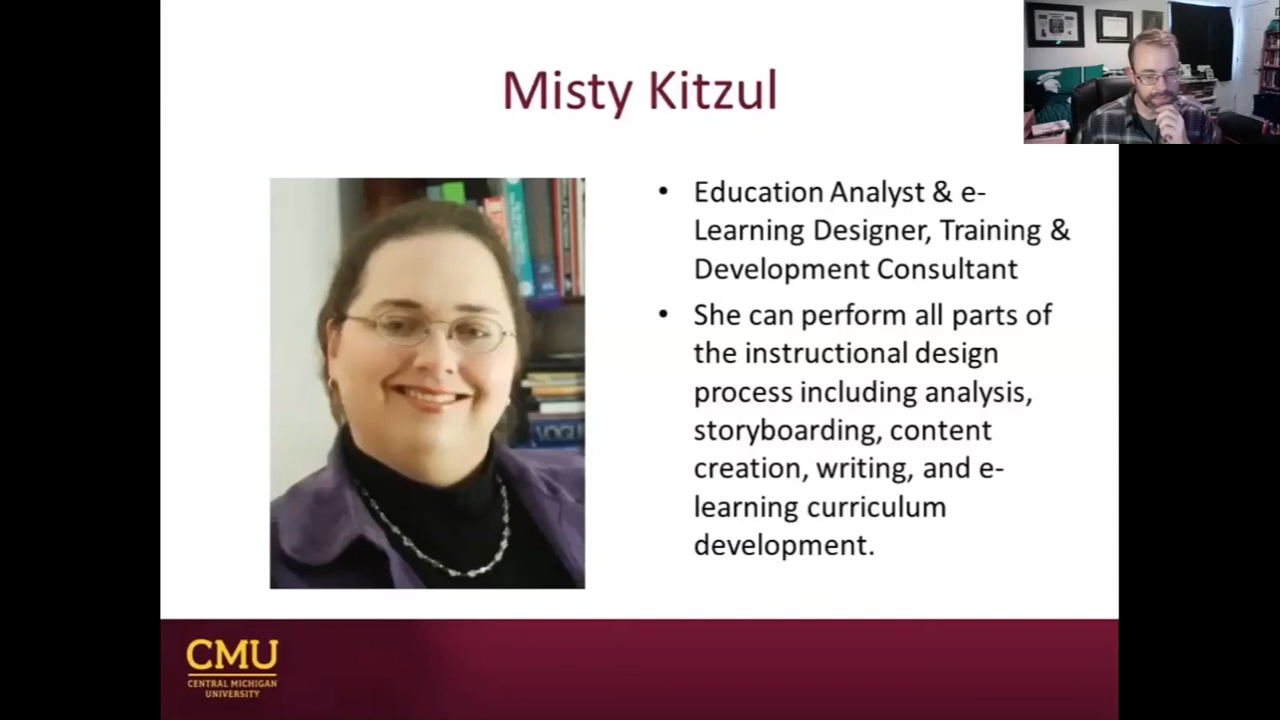 Misty Kitzul
• Education Analyst & e-
Learning Designer, Training &
Development Consultant
• She can perform all parts of
the instructional design
process including analysis,
storyboarding, content
creation, writing, and e-
learning curriculum
development.
VOGUE
CMU
CENTRAL MICHIGAN
UNIVERSITY